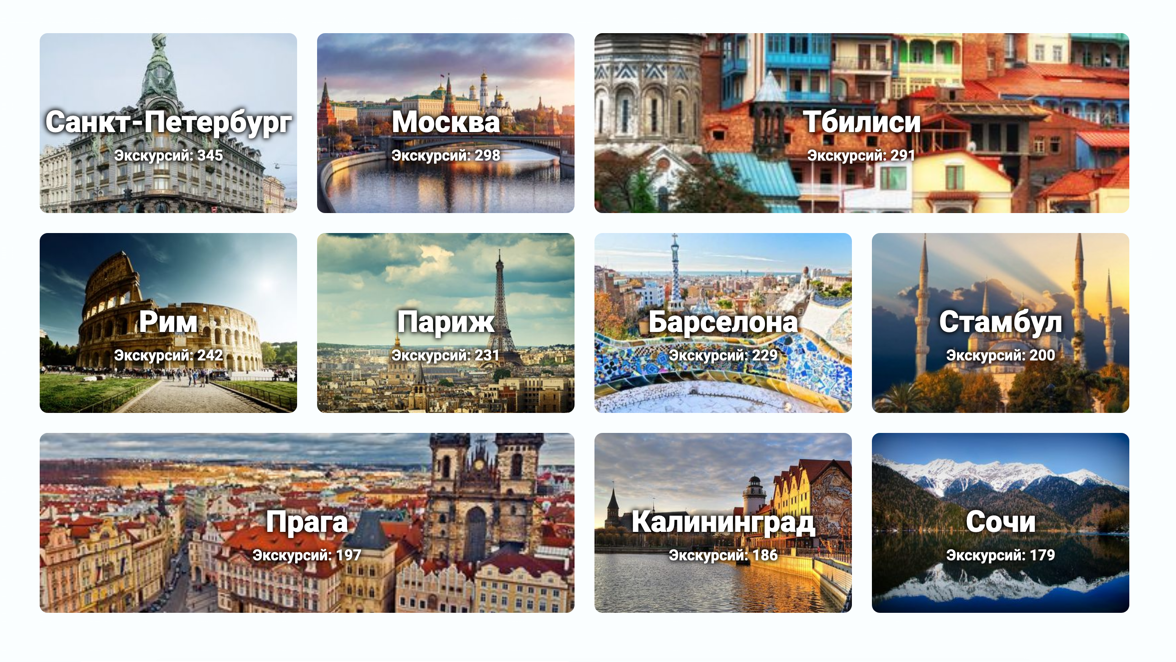 Санкт-Петербург
Экскурсий: 345
Москва
Экскурсий: 298
Тбилиси
Экскурсий: 291
Рим
Экскурсий: 242
Париж
Экскурсий: 231
Барселона
Экскурсий: 229
Стамбул
Экскурсий: 200
Прага
Экскурсий: 197
Калининград
Экскурсий: 186
Сочи
Экскурсий: 179